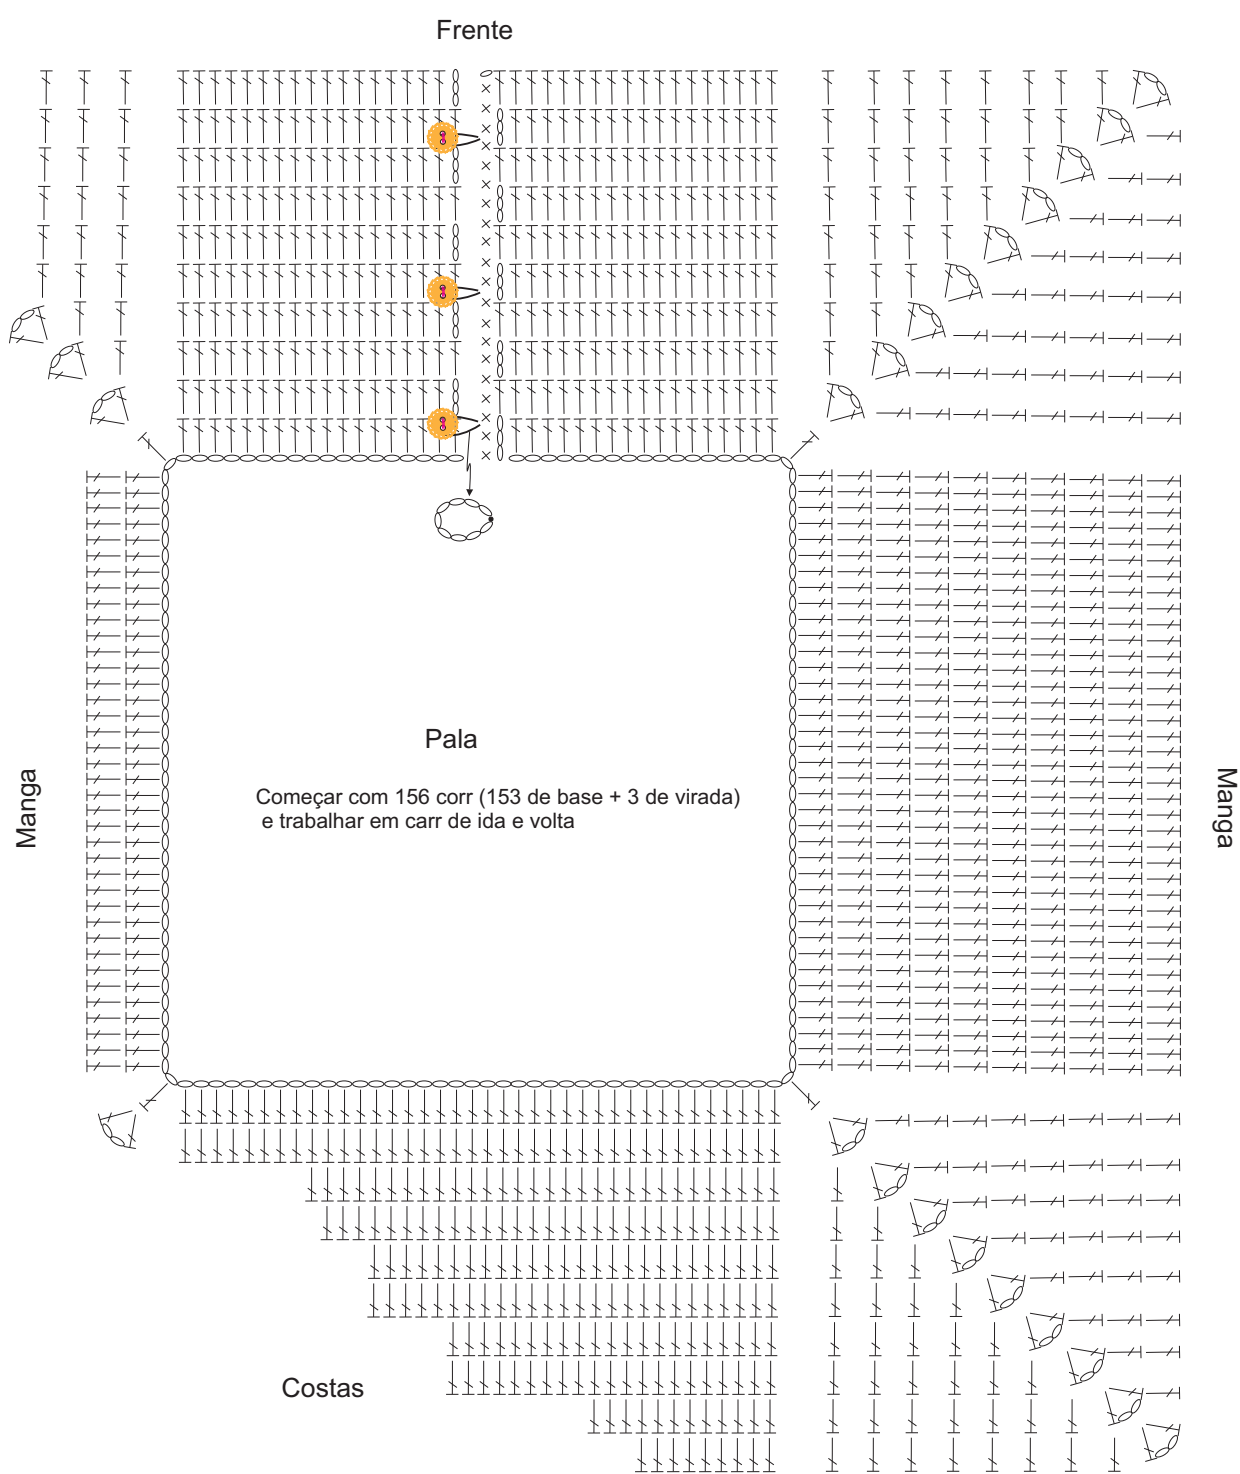 Frente
Pala
Começar com 156 corr (153 de base + 3 de virada)
e trabalhar em carr de ida e volta
Manga
Manga
Costas